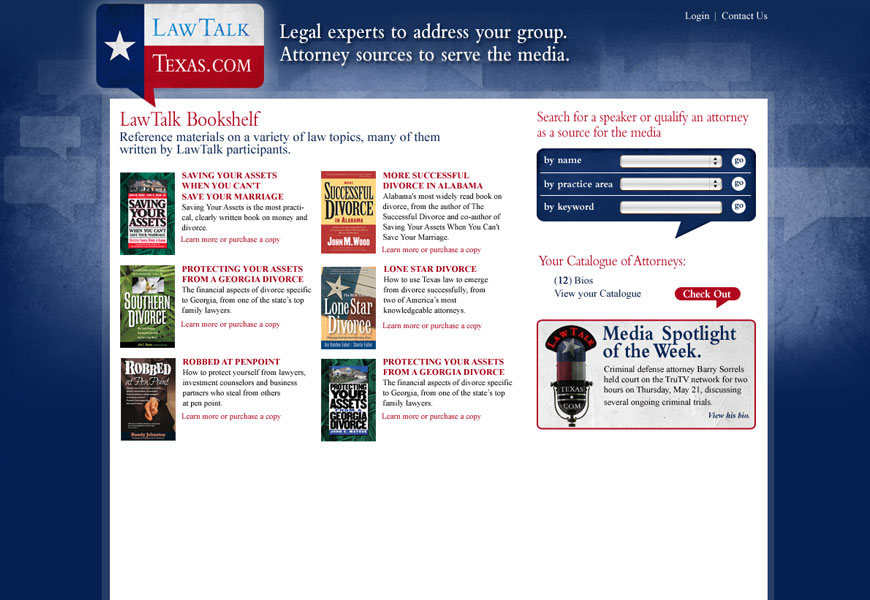 Login | Contact Us
LAWTALK
TEXAS.COM
Legal experts to address your group.
Attorney sources to serve the media.
LawTalk Bookshelf
Reference materials on a variety of law topics, many of them
written by LawTalk participants.
SAVING YOUR ASSETS
WHEN YOU CAN'T
SAVE YOUR MARRIAGE
Saving Your Assets is the most practi-
cal, clearly written book on money and
divorce.
Learn more or purchase a copy
SAVING
YOUR
ASSETS
WHEN YOU CAN'T
SAVE YOUR MARRIAGE
MORE SUCCESSFUL
DIVORCE IN ALABAMA
Alabama's most widely read book on
divorce, from the author of The
Successful Divorce and co-author of
Saving Your Assets When You Can't
Save Your Marriage.
Learn more or purchase a copy
SUCCESSFUL
DIVORCE
IN ALABAMA
JOHN M. WOOD
PROTECTING YOUR ASSETS
FROM A GEORGIA DIVORCE
The financial aspects of divorce specific
to Georgia, from one of the state's top
family lawyers.
Learn more or purchase a copy
SOUTHERN
DIVORCE
LONE STAR DIVORCE
How to use Texas law to emerge
from divorce successfully, from
two of America's most
knowledgeable attorneys.
Learn more or purchase a copy
Lone Star
Divorce
ROBBED AT PENPOINT
How to protect yourself from lawyers,
investment counselors and business
partners who steal from others
at pen point.
Learn more or purchase a copy
ROBBED
at Pen Point
Randy Johnston
PROTECTING YOUR ASSETS
FROM A GEORGIA DIVORCE
The financial aspects of divorce specific
to Georgia, from one of the state's top
family lawyers.
Learn more or purchase a copy
PROTECTING
YOUR
ASSETS
FROM A
GEORGIA
DIVORCE
Search for a speaker or qualify an attorney
as a source for the media
by name go
by practice area go
by keyword go
Your Catalogue of Attorneys:
(12) Bios
View your Catalogue
Check Out
LAW TALK
TEXAS
.COM
Media Spotlight
of the Week.
Criminal defense attorney Barry Sorrels
held court on the TruTV network for two
hours on Thursday, May 21, discussing
several ongoing criminal trials.
View his bio.